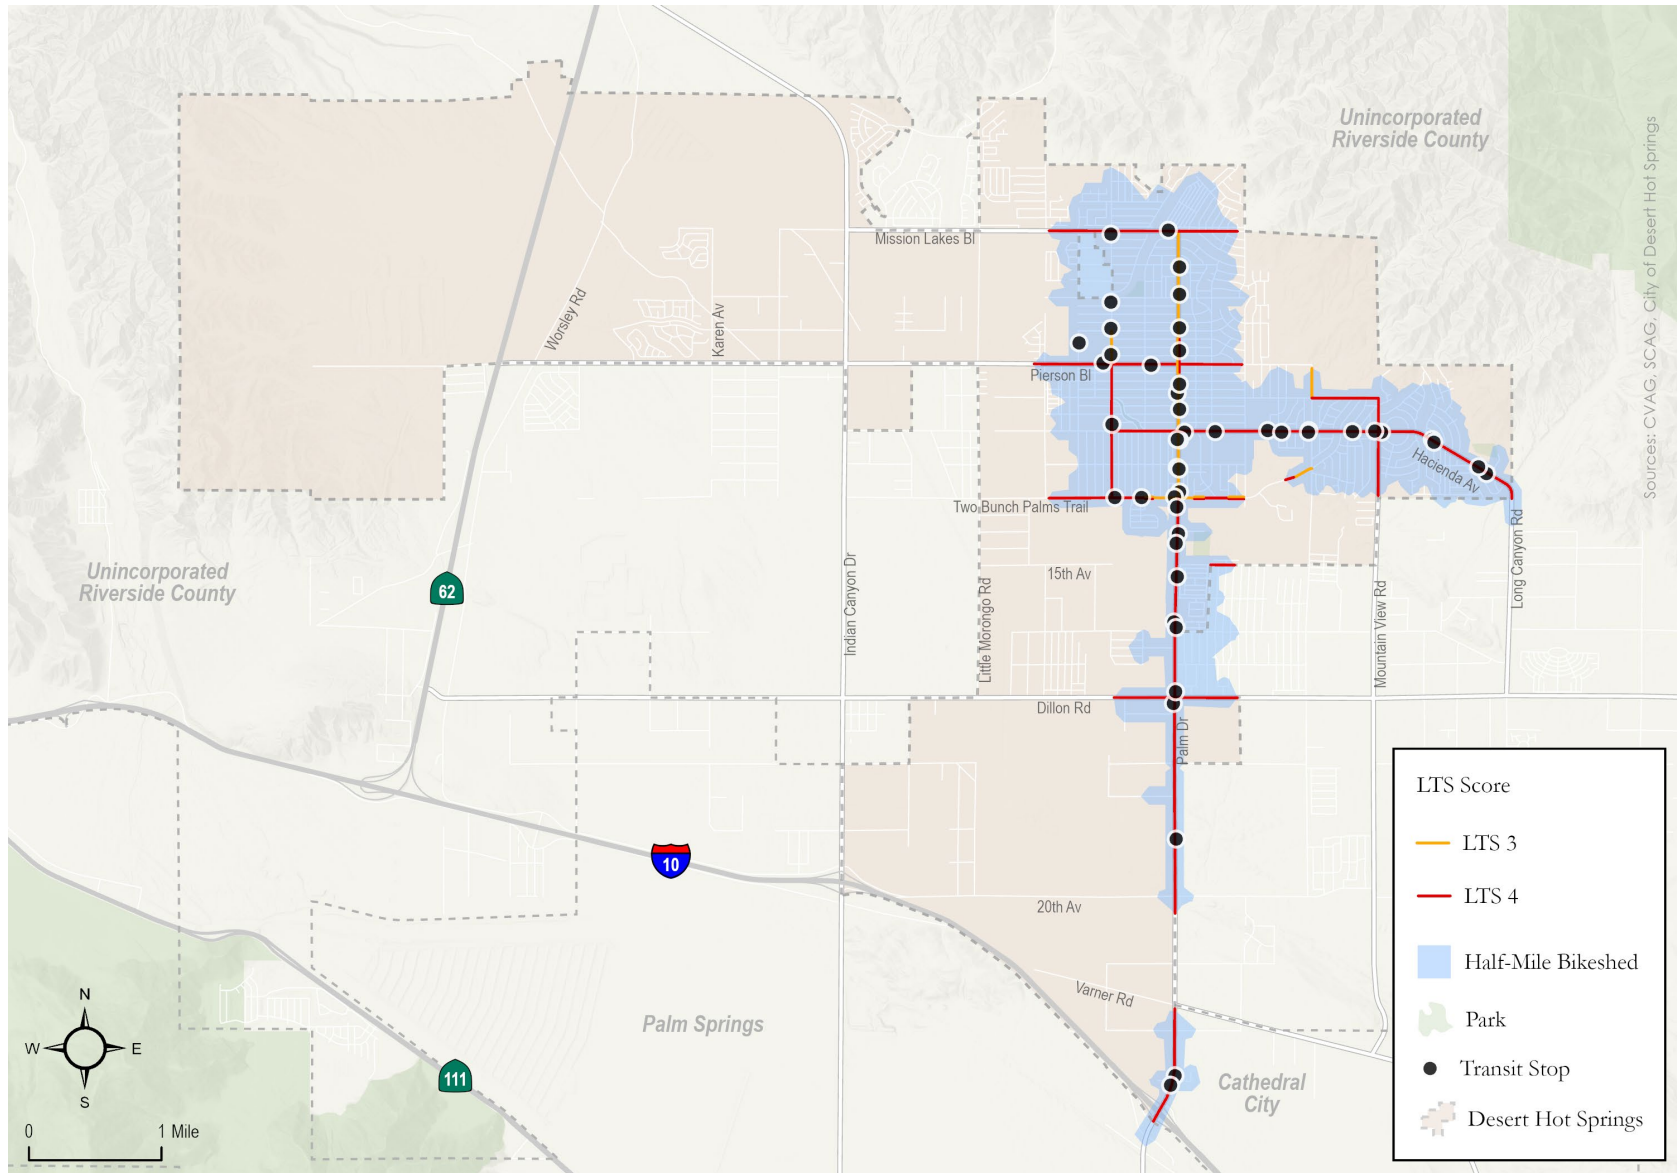 Unincorporated
Riverside County
Sources: CVAG, SCAG, City of Desert Hot Springs
Mission Lakes Bl
Worsley Rd
Karen Av
Pierson Bl
Hacienda Av
Two Bunch Palms Trail
Long Canyon Rd
Unincorporated
Riverside County
62
Indian Canyon Dr
Little Morongo Rd
15th Av
Mountain View Rd
Dillon Rd
Palm Dr
10
20th Av
Varner Rd
Palm Springs
Cathedral
City
111
N
W
E
S
0
1 Mile
LTS Score
LTS 3
LTS 4
Half-Mile Bikeshed
Park
Transit Stop
Desert Hot Springs